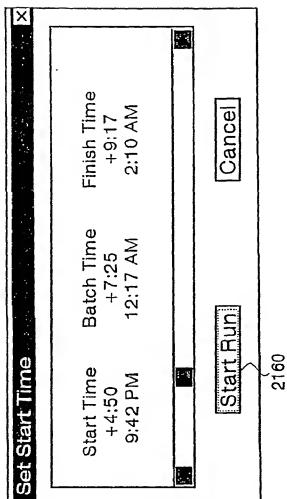 Set Start Time
Start Time Batch Time Finish Time
+4:50 +7:25 +9:17
9:42 PM 12:17 AM 2:10 AM
Start Run Cancel
2160